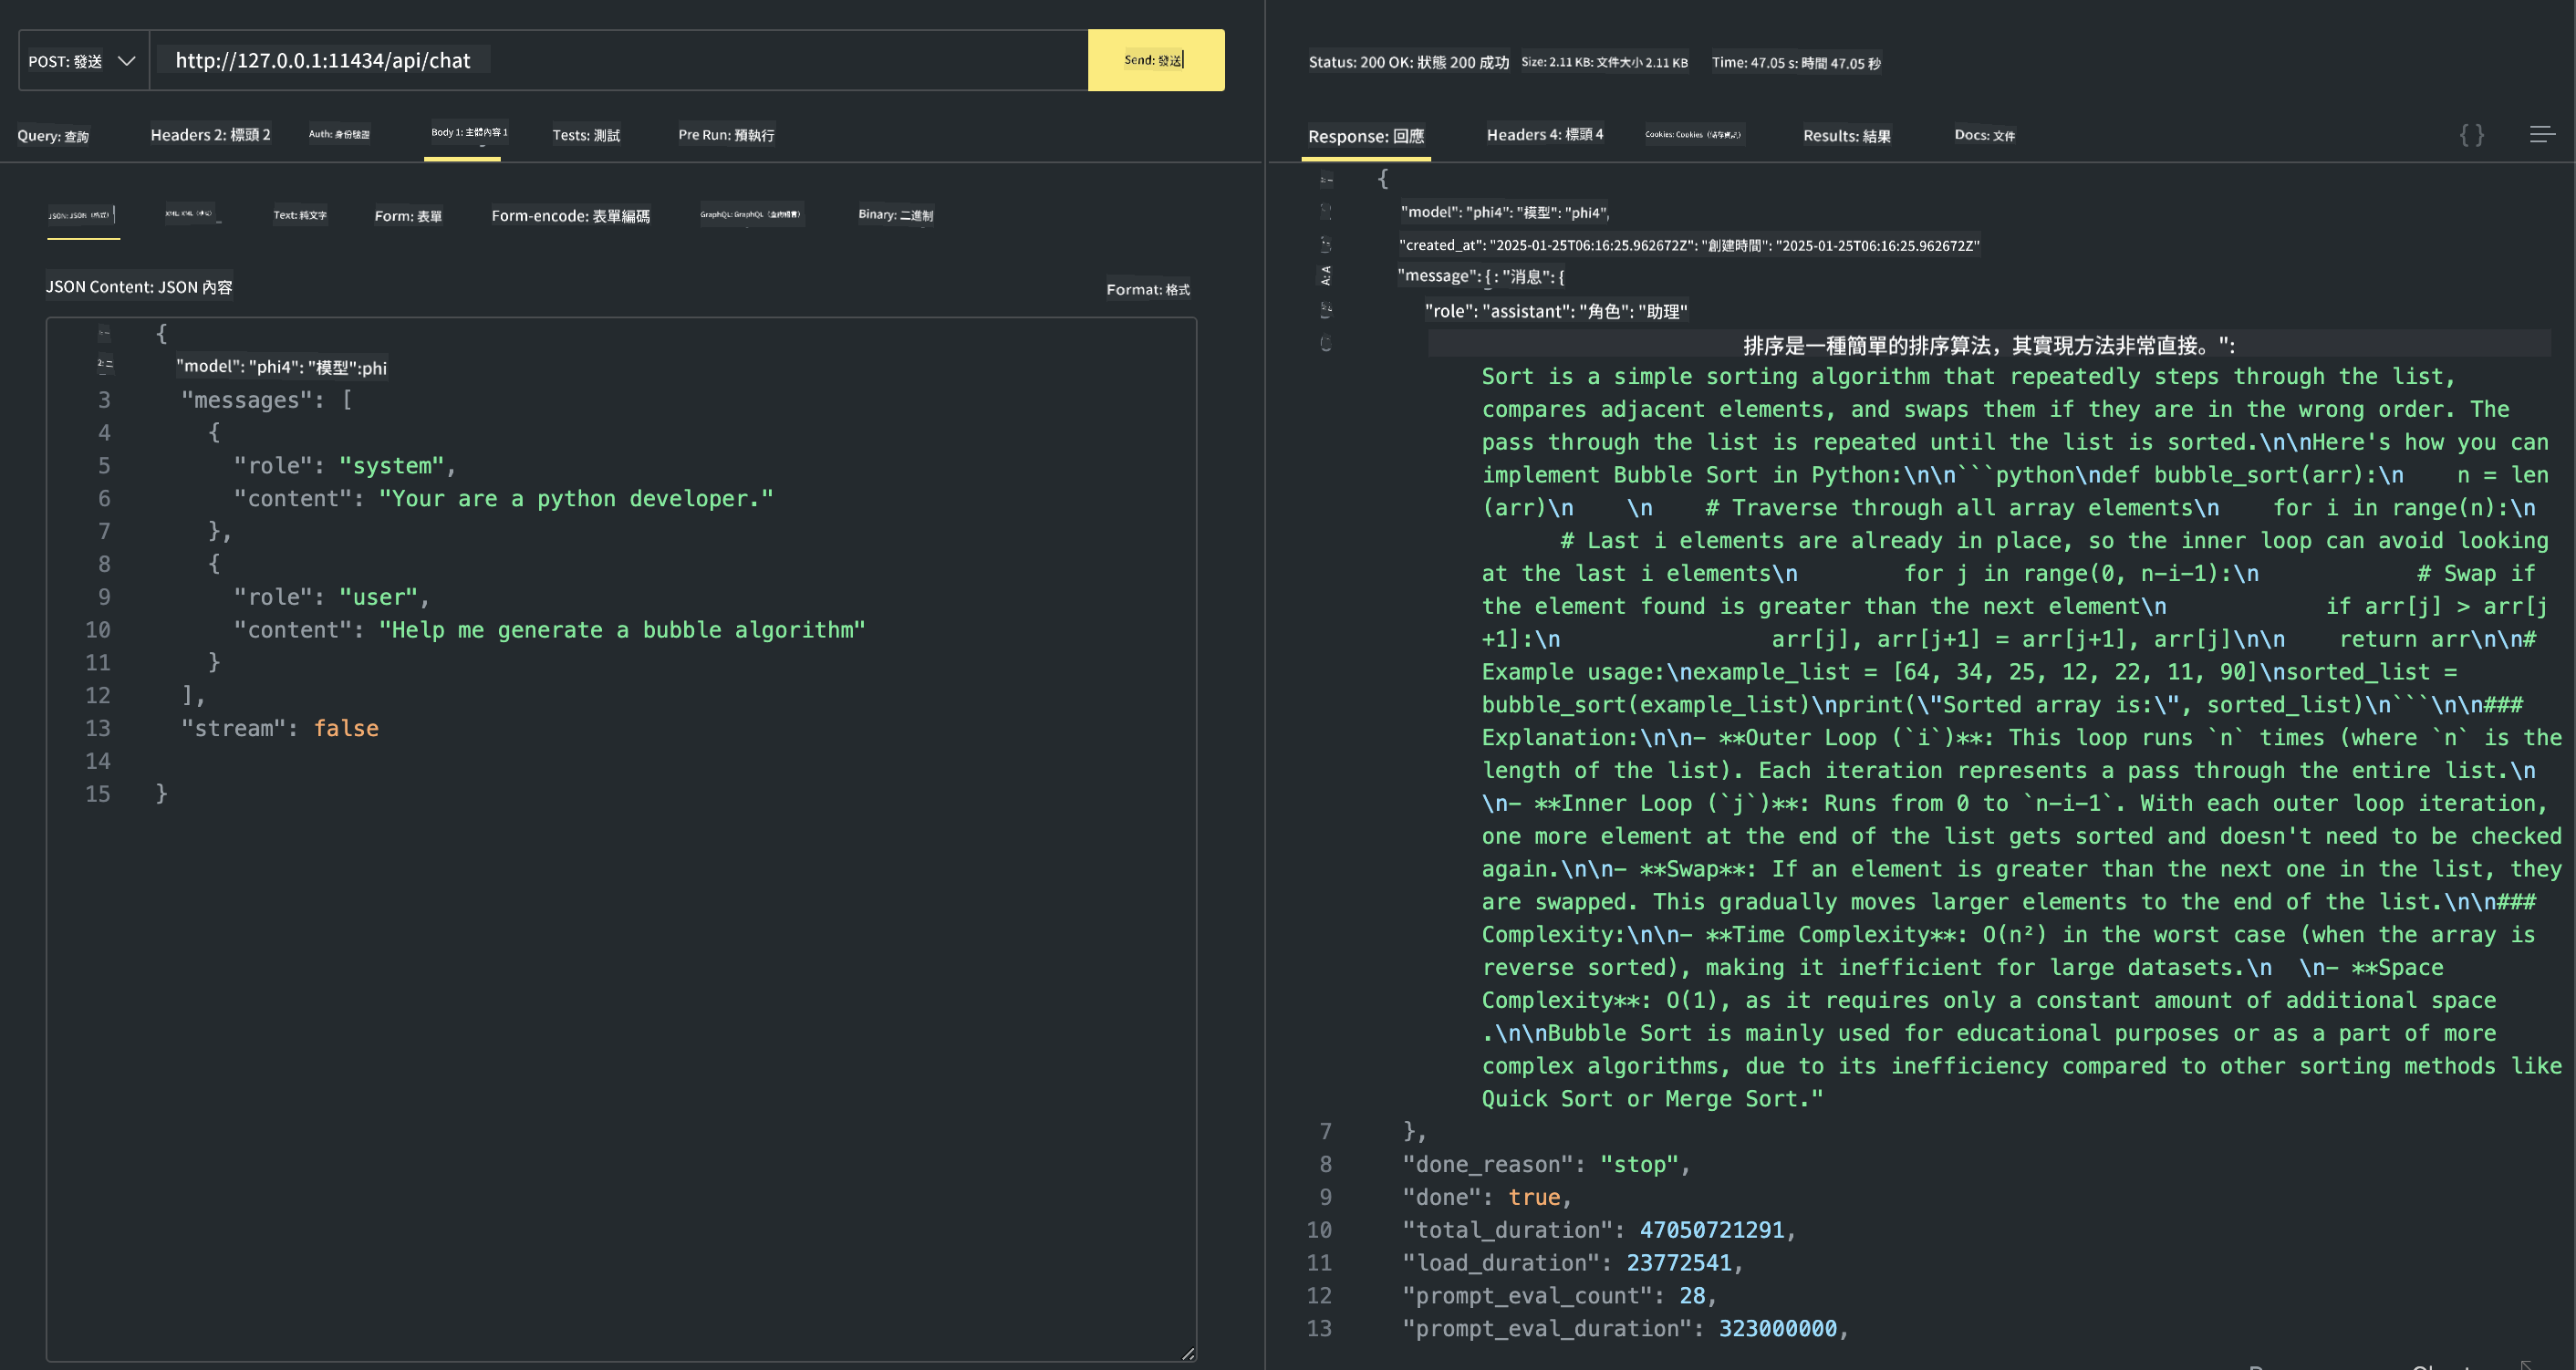 POST: 發送
http://127.0.0.1:11434/api/chat
Send: 發送
Query: 查詢
Headers 2: 標頭 2
Auth: 身份驗證
Body 1: 主體內容 1
Tests: 測試
Pre Run: 預執行
JSON: JSON (格式)
Text: 純文字
Form: 表單
Form-encode: 表單編碼
GraphQL: GraphQL
Binary: 二進制
JSON Content: JSON 內容
Format: 格式
{
"model": "phi4": "模型":phi
3 "messages": [
4 {
5 "role": "system",
6 "content": "Your are a python developer."
7 },
8 {
9 "role": "user",
10 "content": "Help me generate a bubble algorithm"
11 }
12 ],
13 "stream": false
14
15 }
Status: 200 OK: 狀態 200 成功 Size: 2.11 KB: 文件大小 2.11 KB Time: 47.05 s: 時間 47.05 秒
Response: 回應
Headers 4: 標頭 4
Cookies: Cookies
Results: 結果
Docs: 文件
{ }
{
"model": "phi4": "模型": "phi4",
"created_at": "2025-01-25T06:16:25.962672Z": "創建時間": "2025-01-25T06:16:25.962672Z"
"message": { : "消息": {
"role": "assistant": "角色": "助理"
排序是一種簡單的排序算法，其實現方法非常直接。":
Sort is a simple sorting algorithm that repeatedly steps through the list,
compares adjacent elements, and swaps them if they are in the wrong order. The
pass through the list is repeated until the list is sorted.\n\nHere's how you can
implement Bubble Sort in Python:\n\n```python\ndef bubble_sort(arr):\n    n = len
(arr)\n    \n    # Traverse through all array elements\n    for i in range(n):\n
# Last i elements are already in place, so the inner loop can avoid looking
at the last i elements\n        for j in range(0, n-i-1):\n            # Swap if
the element found is greater than the next element\n            if arr[j] > arr[j
+1]:\n                arr[j], arr[j+1] = arr[j+1], arr[j]\n\n    return arr\n\n#
Example usage:\nexample_list = [64, 34, 25, 12, 22, 11, 90]\nsorted_list =
bubble_sort(example_list)\nprint(\"Sorted array is:\", sorted_list)\n```\n\n###
Explanation:\n\n- **Outer Loop (`i`)**: This loop runs `n` times (where `n` is the
length of the list). Each iteration represents a pass through the entire list.\n
\n- **Inner Loop (`j`)**: Runs from 0 to `n-i-1`. With each outer loop iteration,
one more element at the end of the list gets sorted and doesn't need to be checked
again.\n\n- **Swap**: If an element is greater than the next one in the list, they
are swapped. This gradually moves larger elements to the end of the list.\n\n###
Complexity:\n\n- **Time Complexity**: O(n²) in the worst case (when the array is
reverse sorted), making it inefficient for large datasets.\n  \n- **Space
Complexity**: O(1), as it requires only a constant amount of additional space
.\n\nBubble Sort is mainly used for educational purposes or as a part of more
complex algorithms, due to its inefficiency compared to other sorting methods like
Quick Sort or Merge Sort."
7 },
8 "done_reason": "stop",
9 "done": true,
10 "total_duration": 47050721291,
11 "load_duration": 23772541,
12 "prompt_eval_count": 28,
13 "prompt_eval_duration": 323000000,